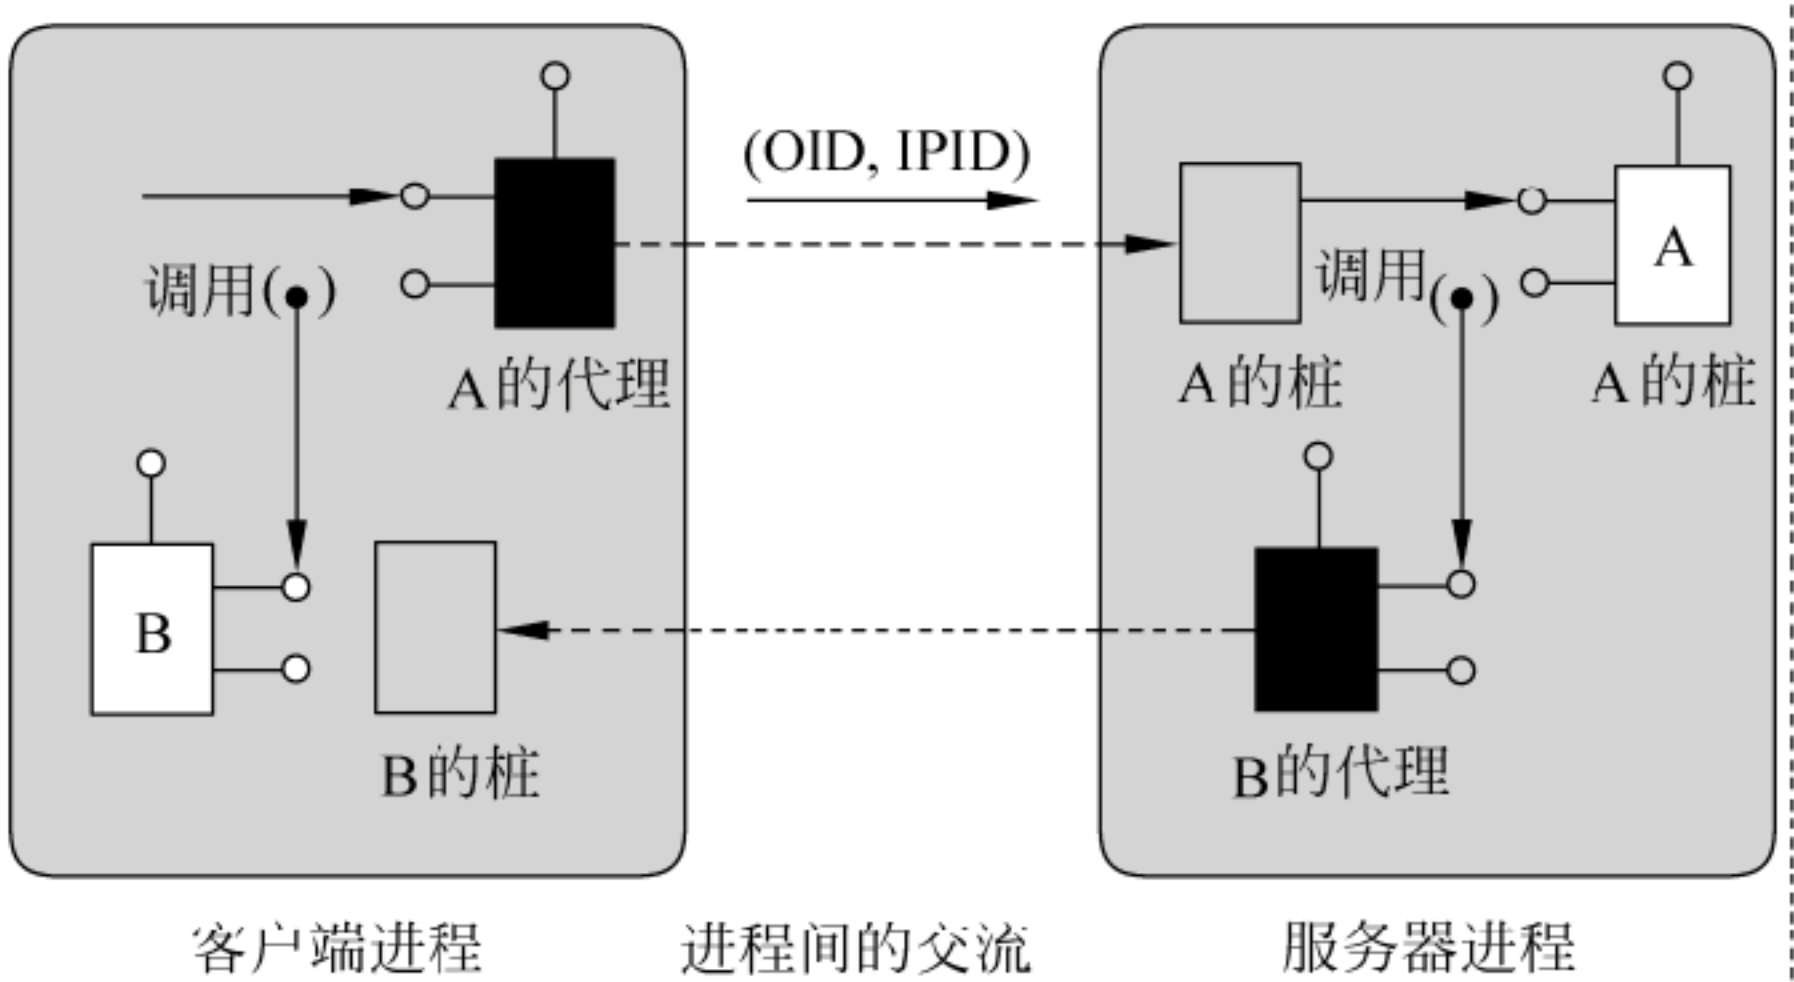 (OID, IPID)
调用( )
A
调用( )
A的代理
A的桩
A的桩
B
B的桩
B的代理
客户端进程
进程间的交流
服务器进程